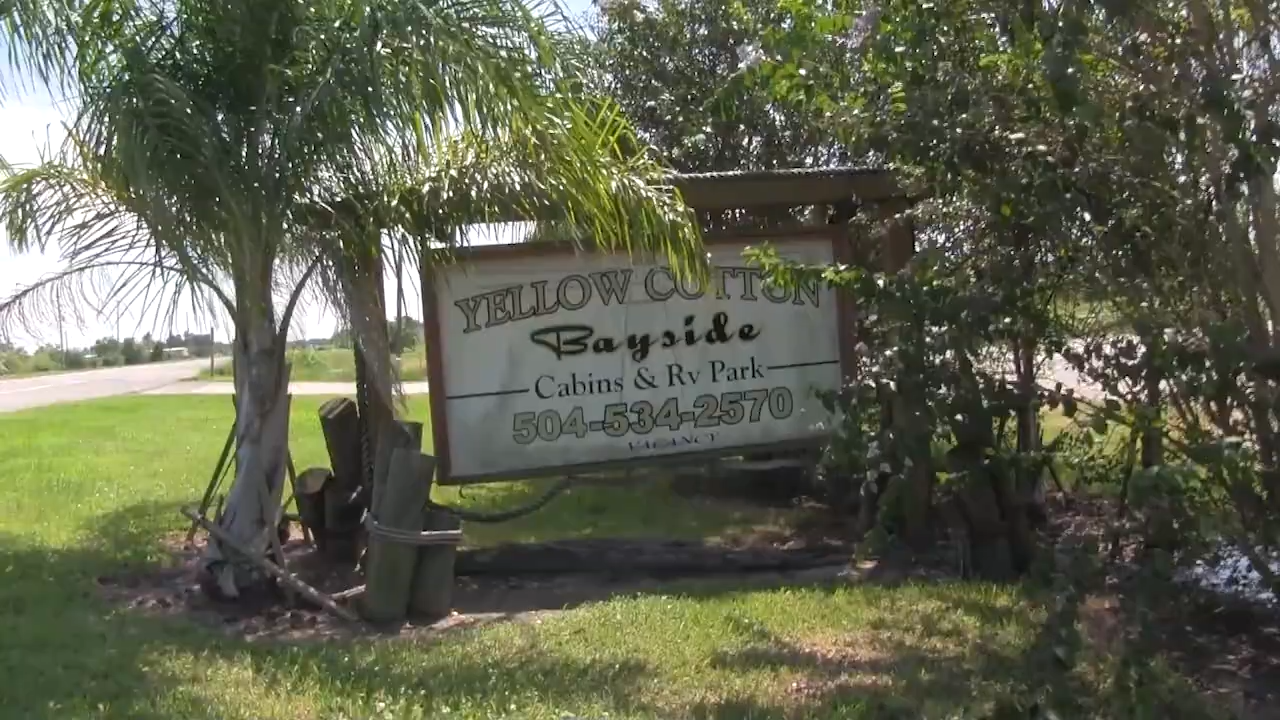 YELLOW COTTON
Bayside
Cabins & Rv Park
504-534-2570
VACANCY